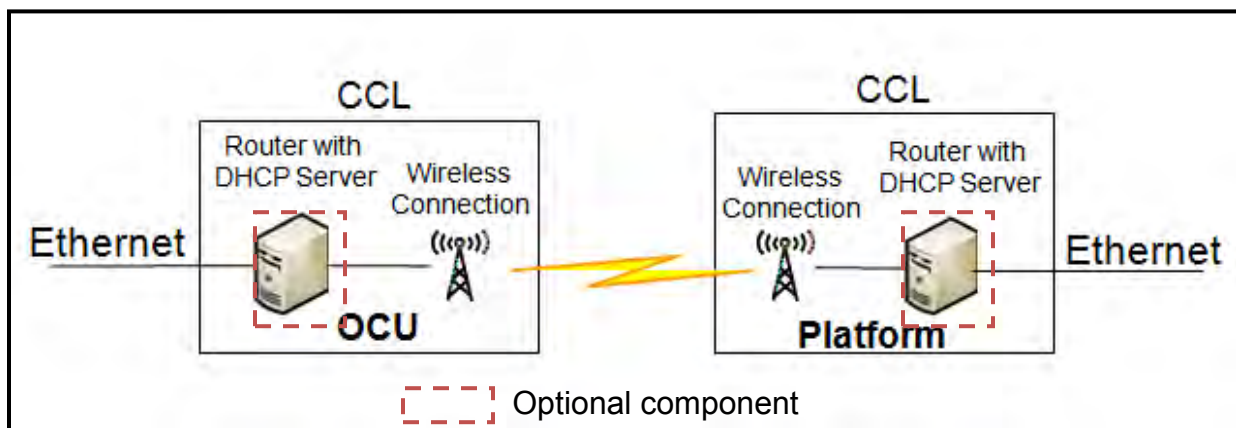 CCL
CCL
Router with
DHCP Server
Wireless
Connection
Wireless
Connection
Router with
DHCP Server
Ethernet
Ethernet
OCU
Platform
Optional component